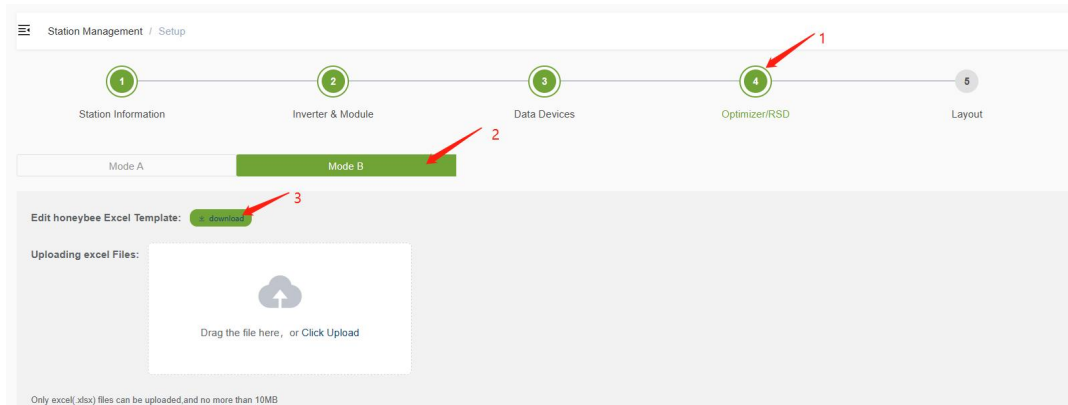 Station Management / Setup
1
1 2 3 4 5
Station Information Inverter & Module Data Devices Optimizer/RSD Layout
2
Mode A Mode B
3
Edit honeybee Excel Template: download
Uploading excel Files:
Drag the file here，or Click Upload
Only excel(.xlsx) files can be uploaded,and no more than 10MB